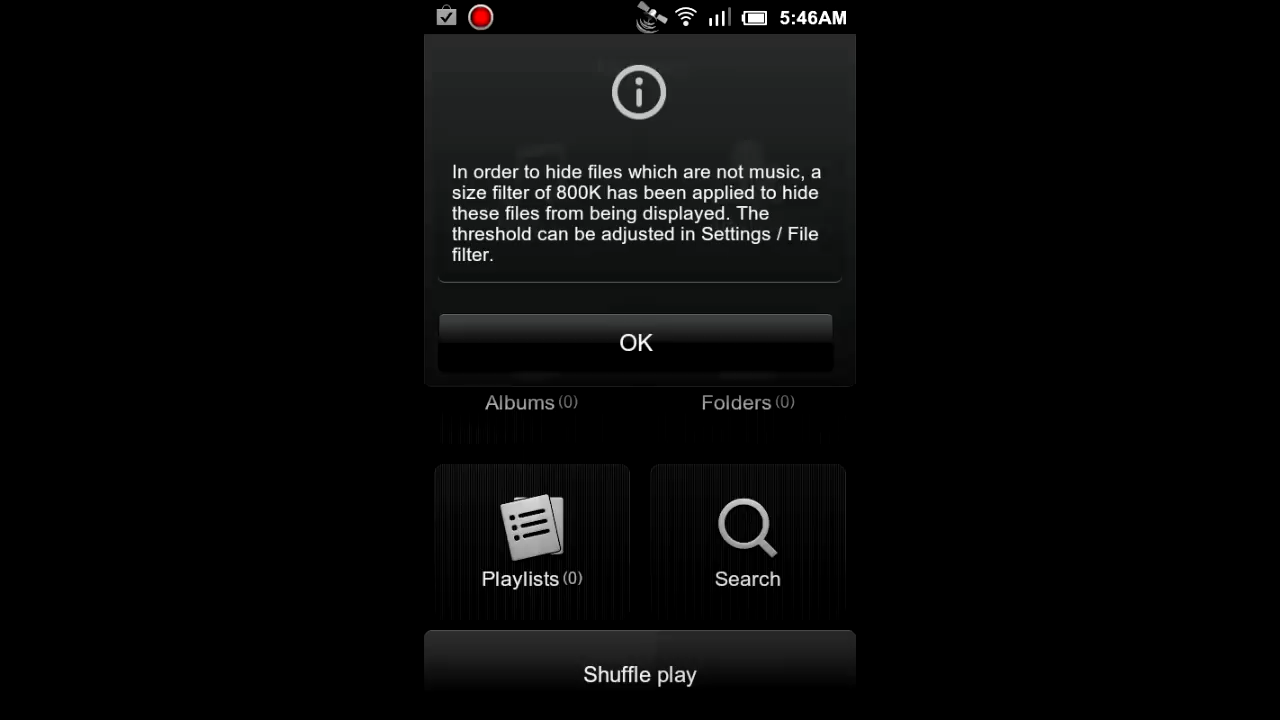 5:46AM
In order to hide files which are not music, a
size filter of 800K has been applied to hide
these files from being displayed. The
threshold can be adjusted in Settings / File
filter.
OK
Albums (0) Folders (0)
Playlists (0) Search
Shuffle play